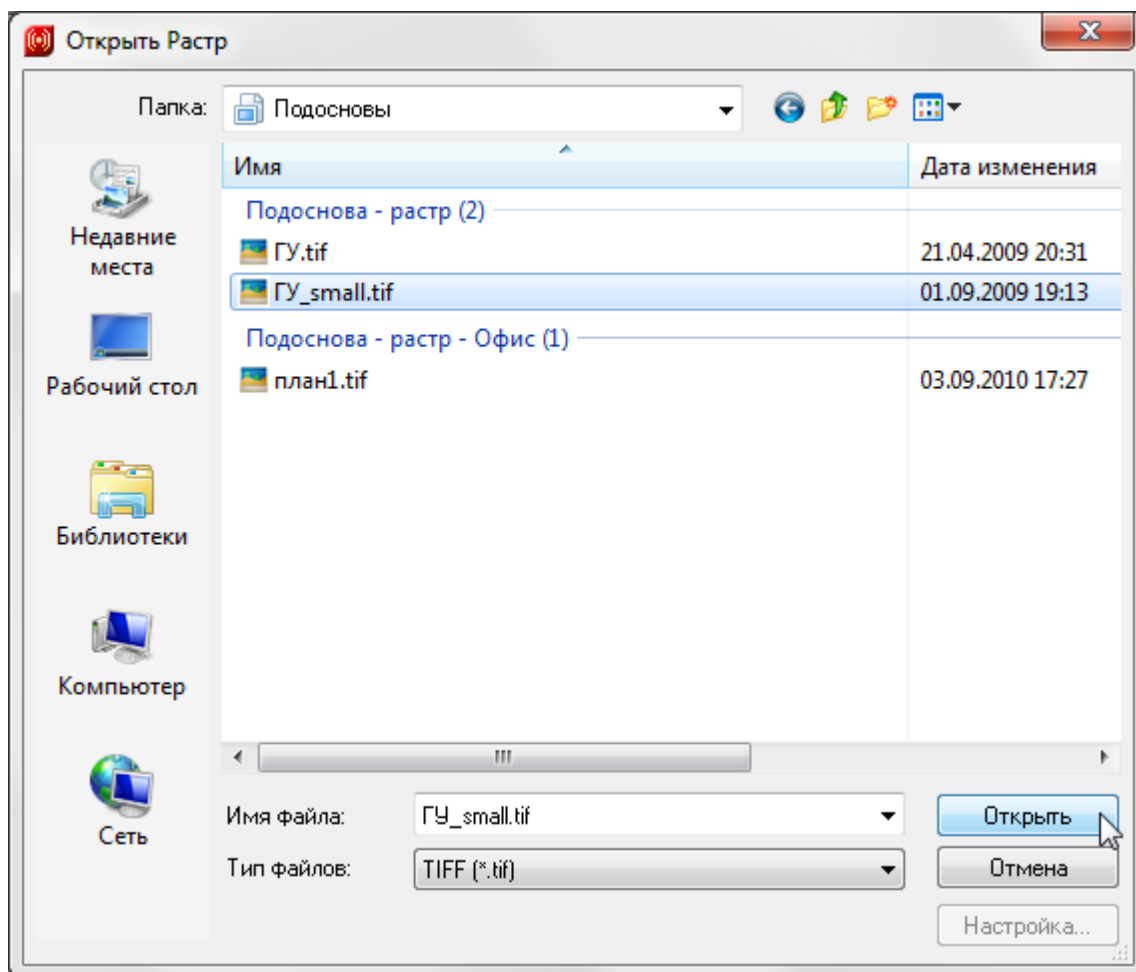 Открыть Растр
Папка: Подосновы
Имя Дата изменения
Подоснова - растр (2)
ГУ.tif 21.04.2009 20:31
ГУ_small.tif 01.09.2009 19:13
Подоснова - растр - Офис (1)
план1.tif 03.09.2010 17:27
Недавние
места
Рабочий стол
Библиотеки
Компьютер
Сеть
Имя файла: ГУ_small.tif Открыть
Тип файлов: TIFF (*.tif) Отмена
Настройка...